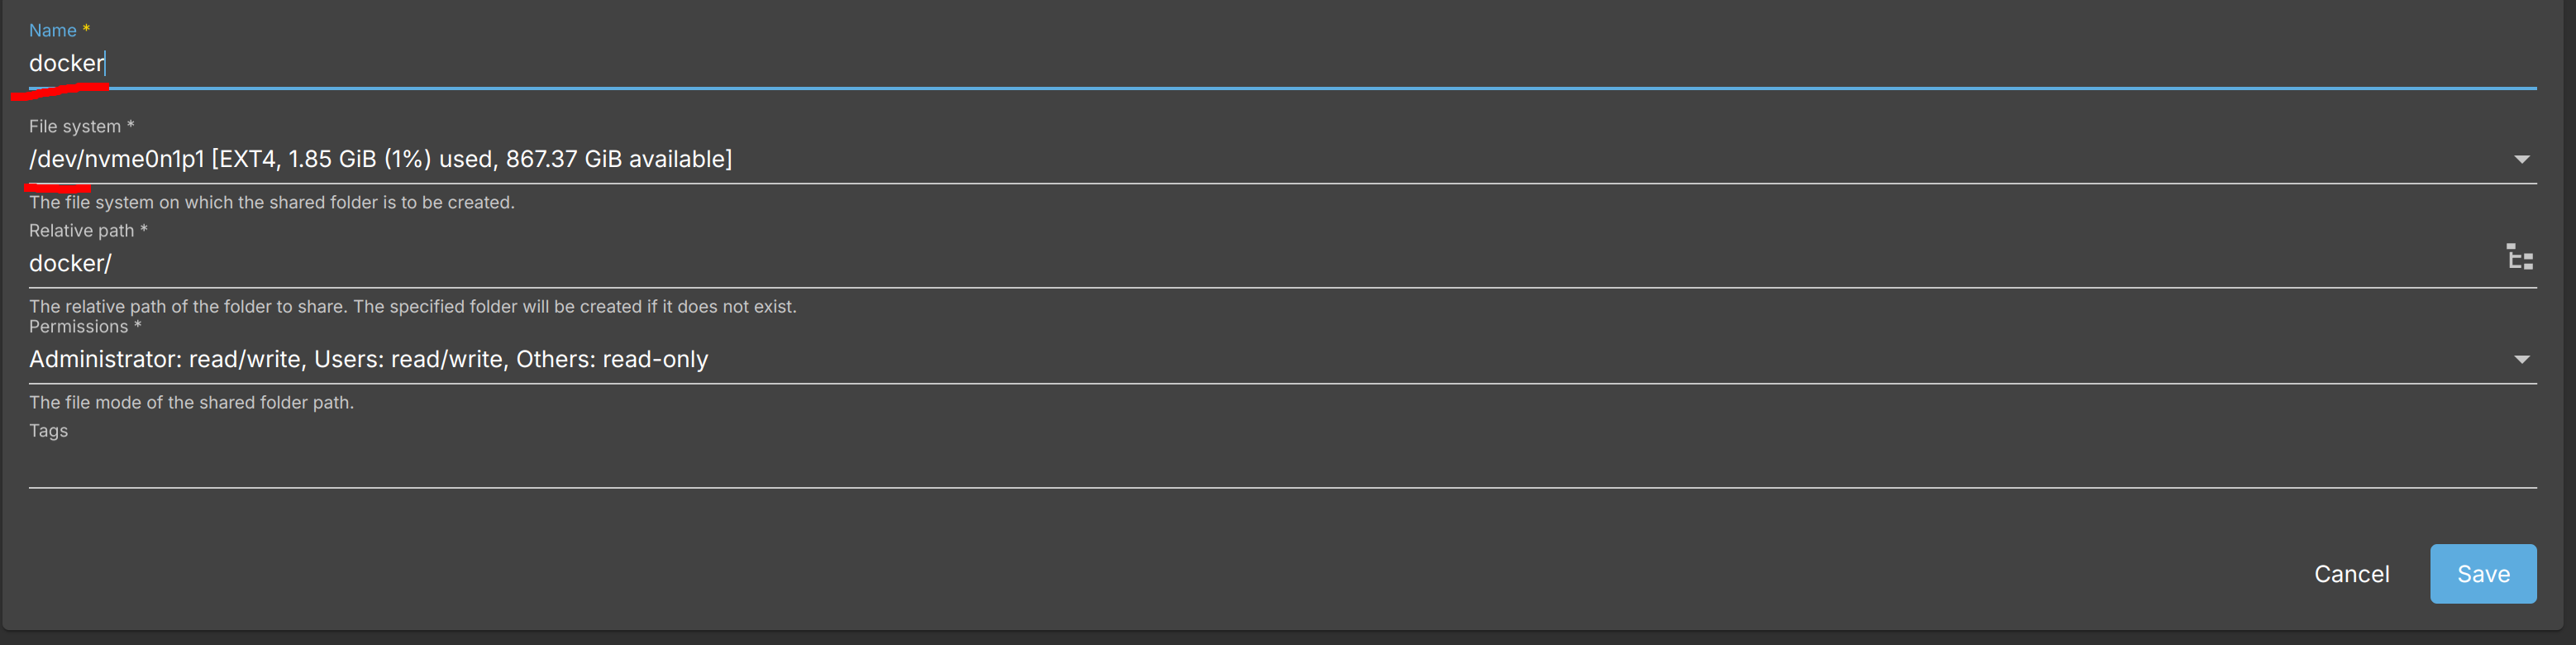 Name *
docker
File system *
/dev/nvme0n1p1 [EXT4, 1.85 GiB (1%) used, 867.37 GiB available]
The file system on which the shared folder is to be created.
Relative path *
docker/
The relative path of the folder to share. The specified folder will be created if it does not exist.
Permissions *
Administrator: read/write, Users: read/write, Others: read-only
The file mode of the shared folder path.
Tags
Cancel Save